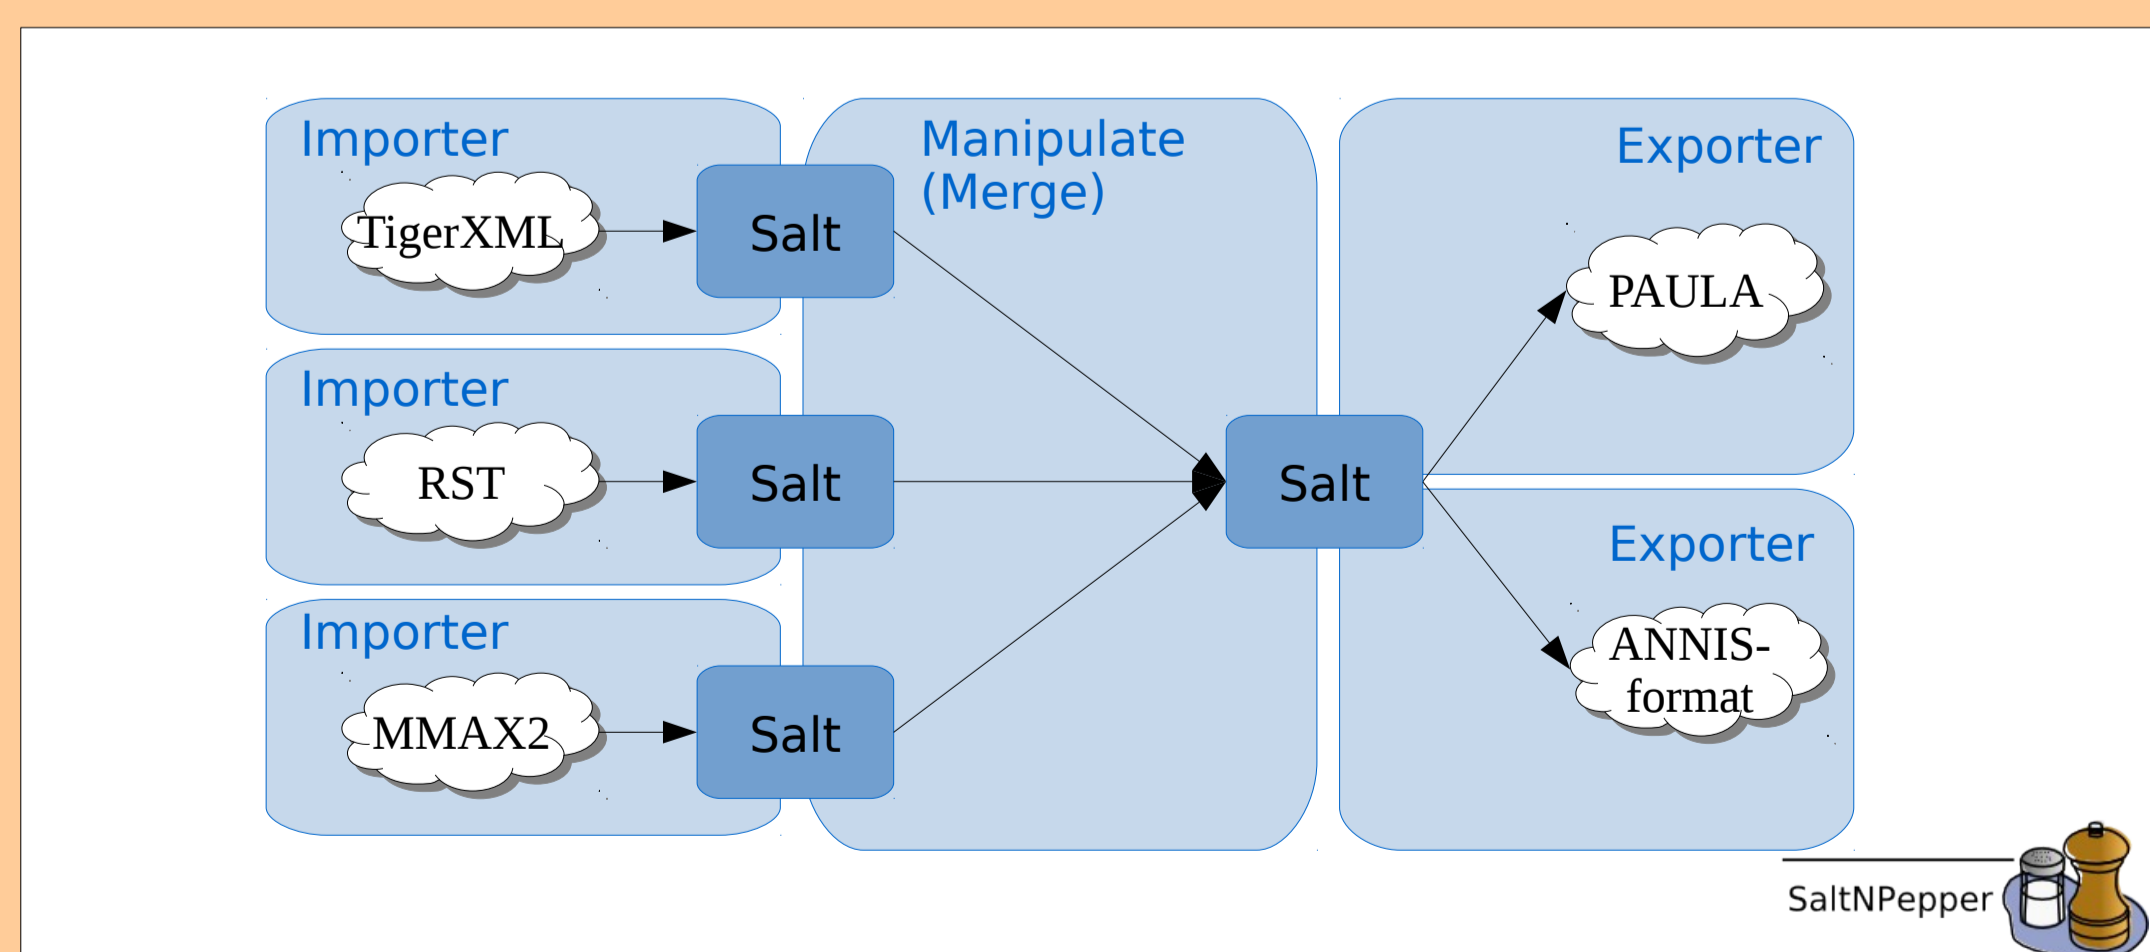 Importer
TigerXML
Salt
Importer
RST
Salt
Importer
MMAX2
Salt
Manipulate
(Merge)
Salt
Exporter
PAULA
Exporter
ANNIS-
format
SaltNPepper